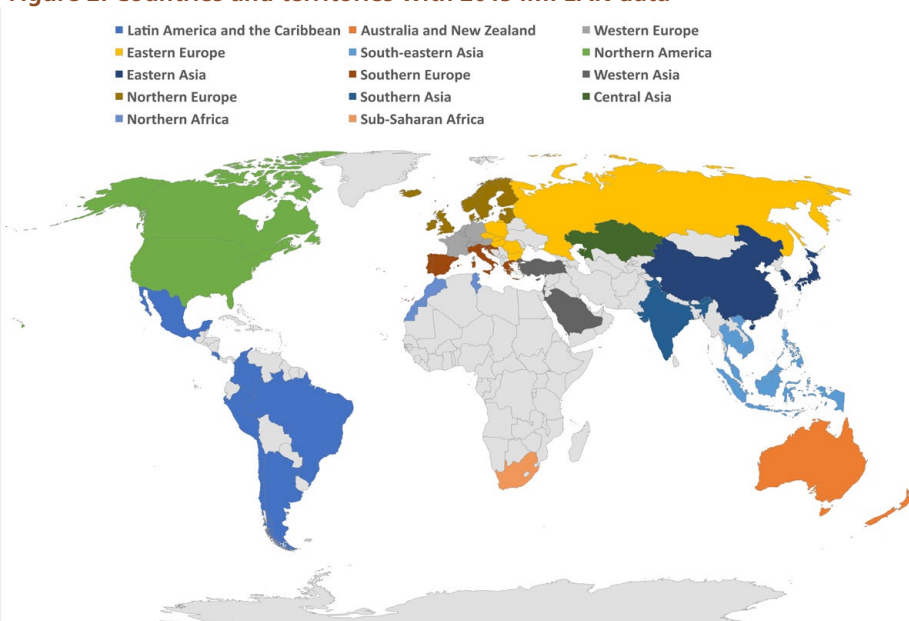 Latin America and the Caribbean Australia and New Zealand Western Europe
Eastern Europe South-eastern Asia Northern America
Eastern Asia Southern Europe Western Asia
Northern Europe Southern Asia Central Asia
Northern Africa Sub-Saharan Africa